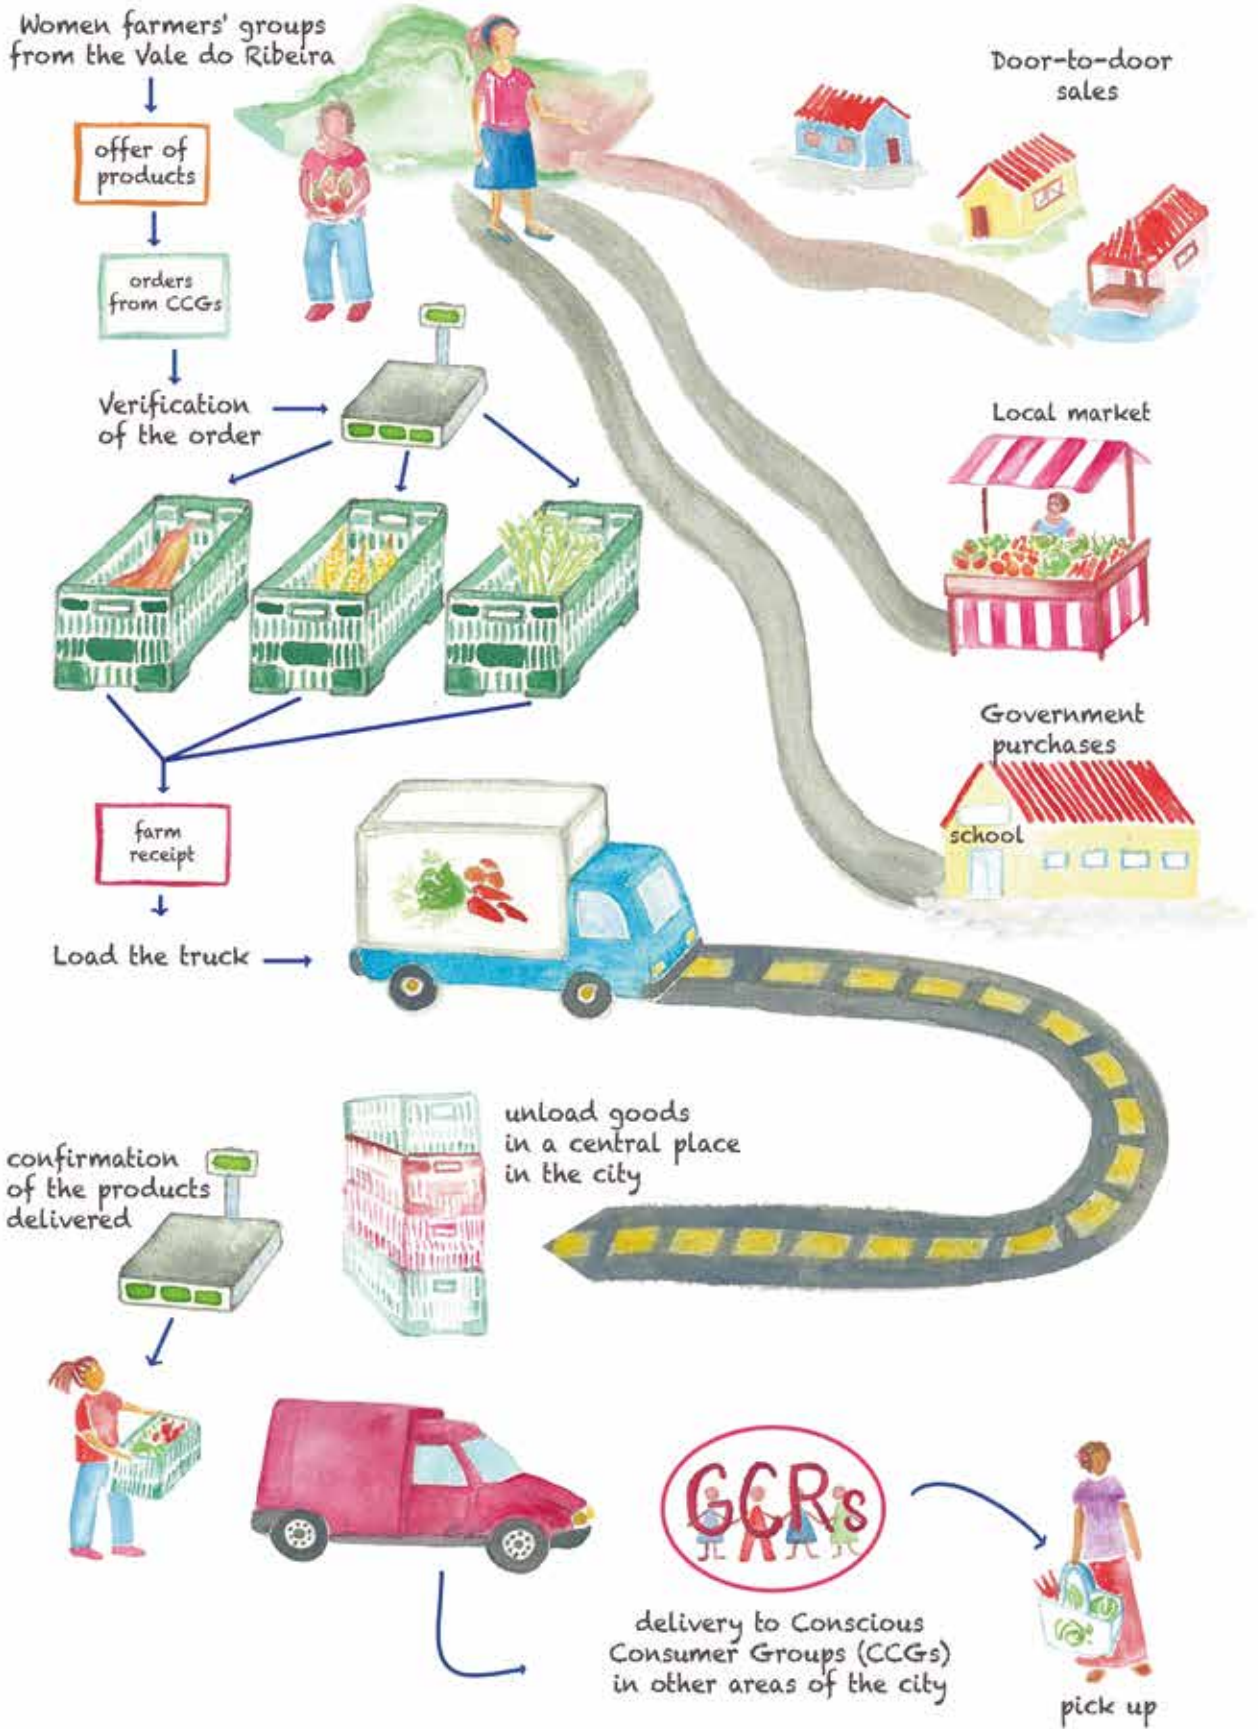 Women farmers' groups
from the Vale do Ribeira
offer of
products
orders
from CCGs
Verification
of the order
Door-to-door
sales
Local market
Government
purchases
school
farm
receipt
Load the truck
unload goods
in a central place
in the city
confirmation
of the products
delivered
GCRs
delivery to Conscious
Consumer Groups (CCGs)
in other areas of the city
pick up